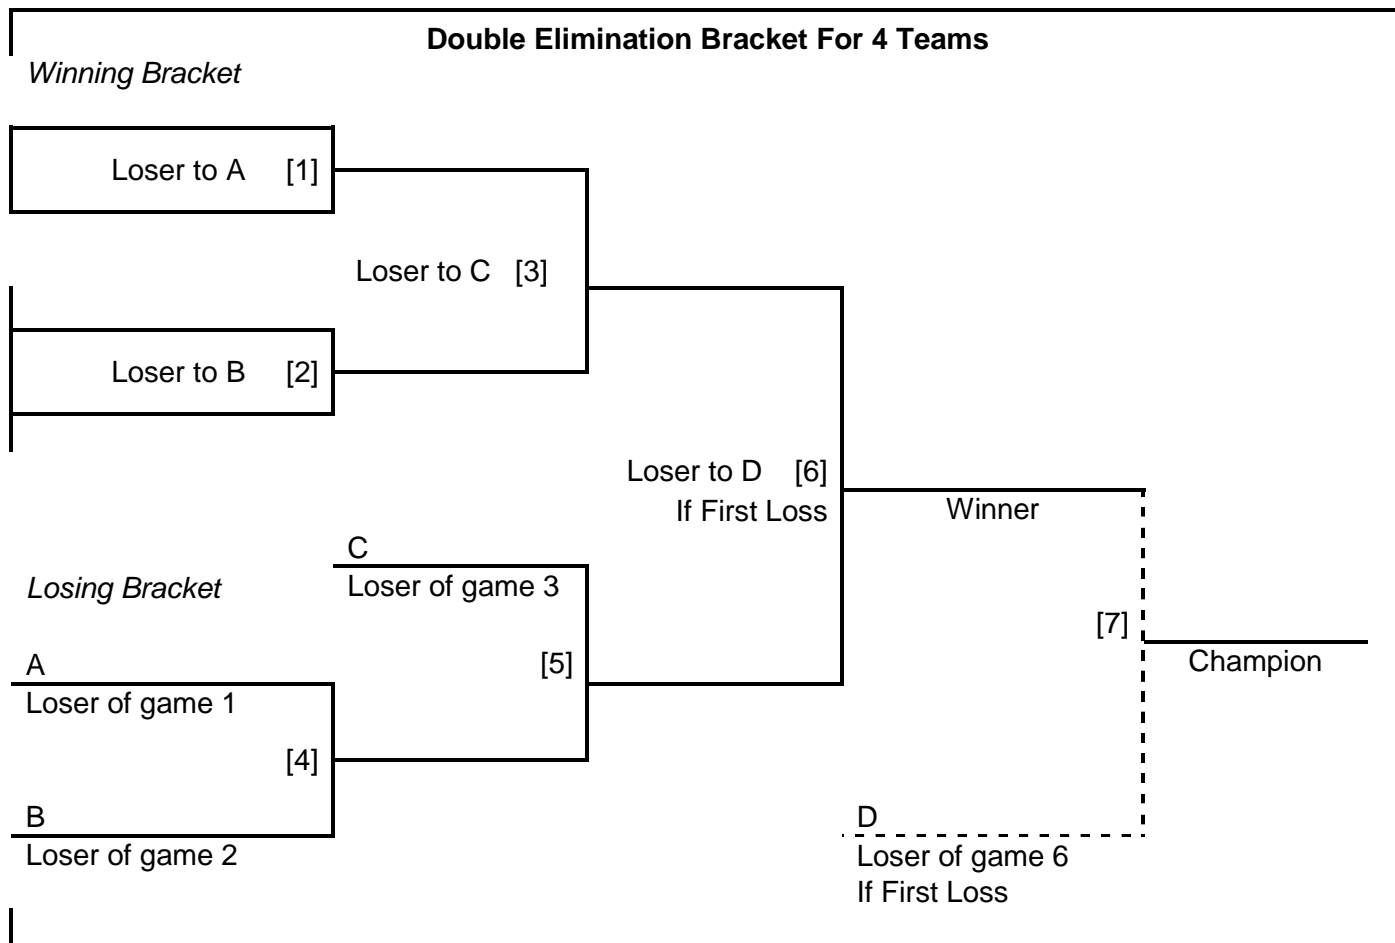 Double Elimination Bracket For 4 Teams
Winning Bracket
Loser to A [1]
Loser to C [3]
Loser to B [2]
Loser to D [6]
If First Loss
Winner
C
Loser of game 3
Losing Bracket
[7]
Champion
[5]
A
Loser of game 1
[4]
B
Loser of game 2
D
Loser of game 6
If First Loss